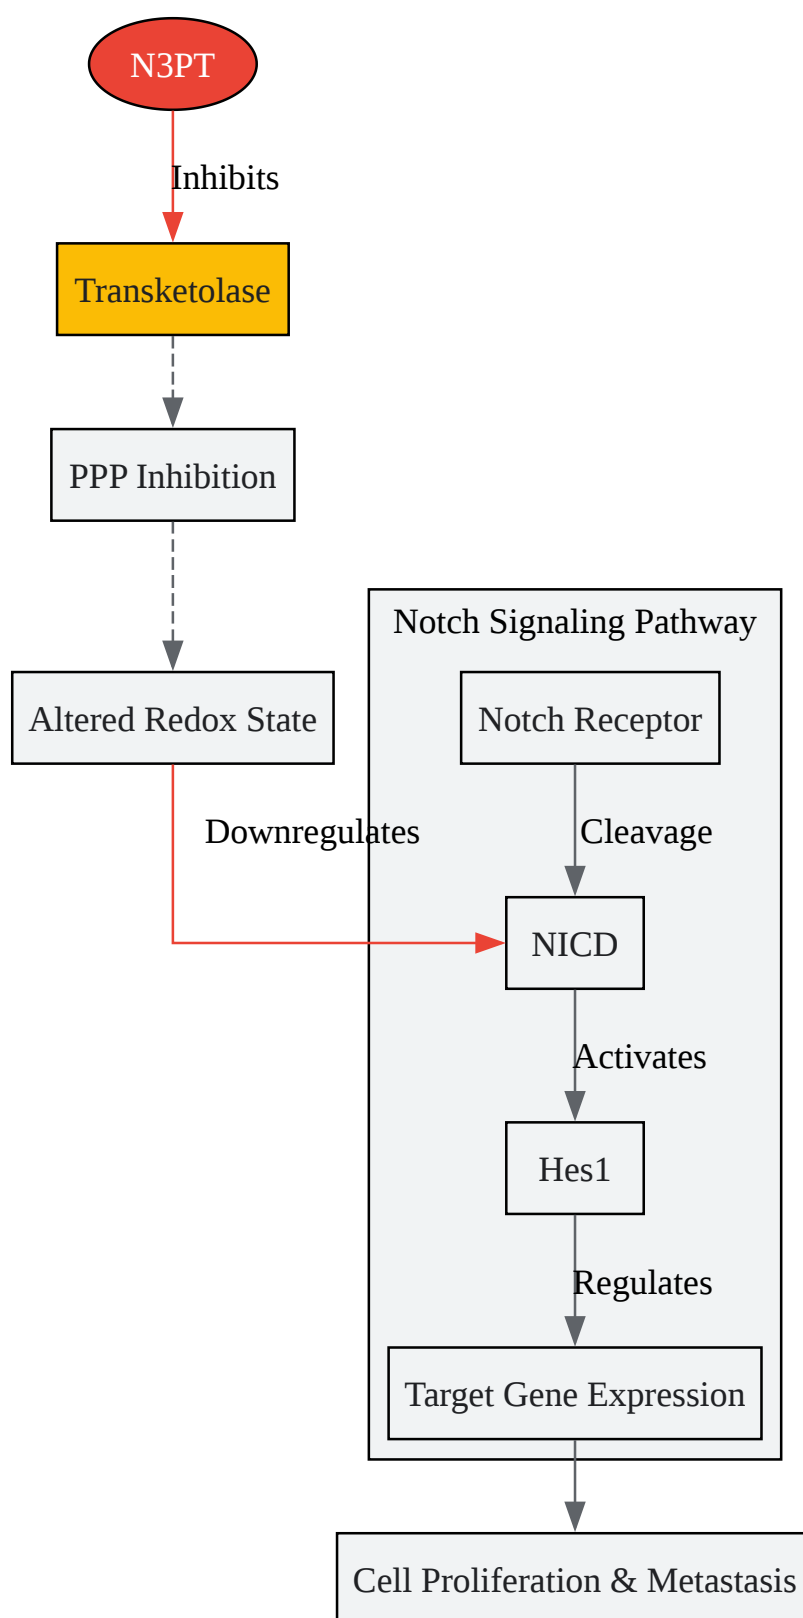 N3PT
Inhibits
Transketolase
PPP Inhibition
Notch Signaling Pathway
Altered Redox State
Notch Receptor
Downregulates
Cleavage
NICD
Activates
Hes1
Regulates
Target Gene Expression
Cell Proliferation & Metastasis